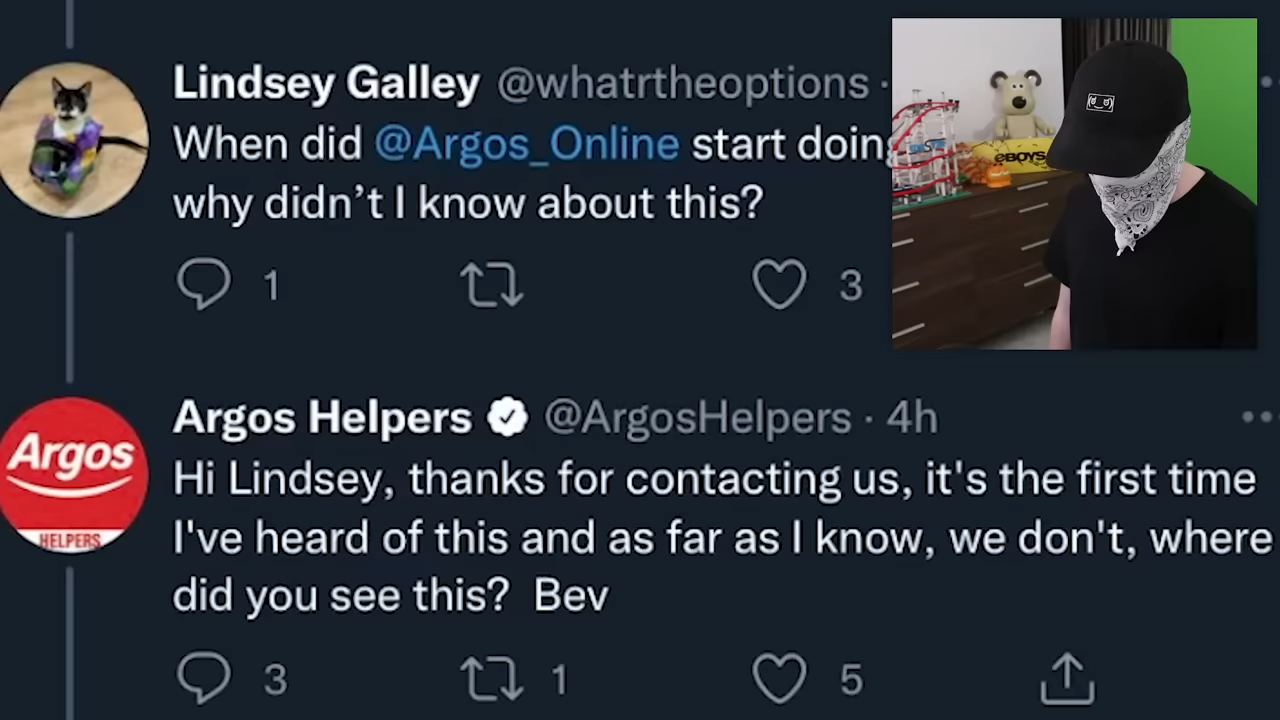 Lindsey Galley @whatrtheoptions ·
When did @Argos_Online start doing
why didn't I know about this?
1 3
eBOYS
Argos Helpers @ArgosHelpers · 4h
Argos
HELPERS
Hi Lindsey, thanks for contacting us, it's the first time
I've heard of this and as far as I know, we don't, where
did you see this? Bev
3 1 5